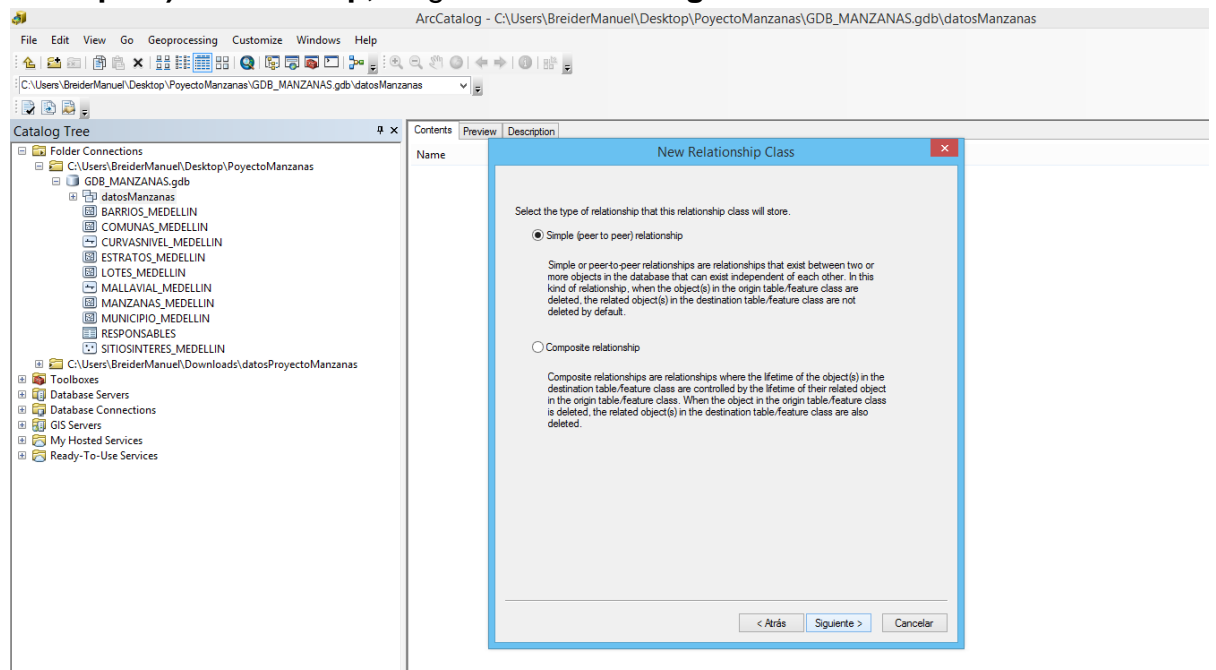 ArcCatalog - C:\Users\BreiderManuel\Desktop\PoyectoManzanas\GDB_MANZANAS.gdb\datosManzanas
File Edit View Go Geoprocessing Customize Windows Help
C:\Users\BreiderManuel\Desktop\PoyectoManzanas\GDB_MANZANAS.gdb\datosManzanas
Catalog Tree
Folder Connections
C:\Users\BreiderManuel\Desktop\PoyectoManzanas
GDB_MANZANAS.gdb
datosManzanas
BARRIOS_MEDELLIN
COMUNAS_MEDELLIN
CURVASNIVEL_MEDELLIN
ESTRATOS_MEDELLIN
LOTES_MEDELLIN
MALLAVIAL_MEDELLIN
MANZANAS_MEDELLIN
MUNICIPIO_MEDELLIN
RESPONSABLES
SITIOSINTERES_MEDELLIN
C:\Users\BreiderManuel\Downloads\datosProyectoManzanas
Toolboxes
Database Servers
Database Connections
GIS Servers
My Hosted Services
Ready-To-Use Services
Contents Preview Description
Name
New Relationship Class
Select the type of relationship that this relationship class will store.
Simple (peer to peer) relationship
Simple or peer-to-peer relationships are relationships that exist between two or
more objects in the database that can exist independent of each other. In this
kind of relationship, when the object(s) in the origin table/feature class are
deleted, the related object(s) in the destination table/feature class are not
deleted by default.
Composite relationship
Composite relationships are relationships where the lifetime of the object(s) in the
destination table/feature class are controlled by the lifetime of their related object
in the origin table/feature class. When the object in the origin table/feature class
is deleted, the related object(s) in the destination table/feature class are also
deleted.
< Atrás Siguiente > Cancelar